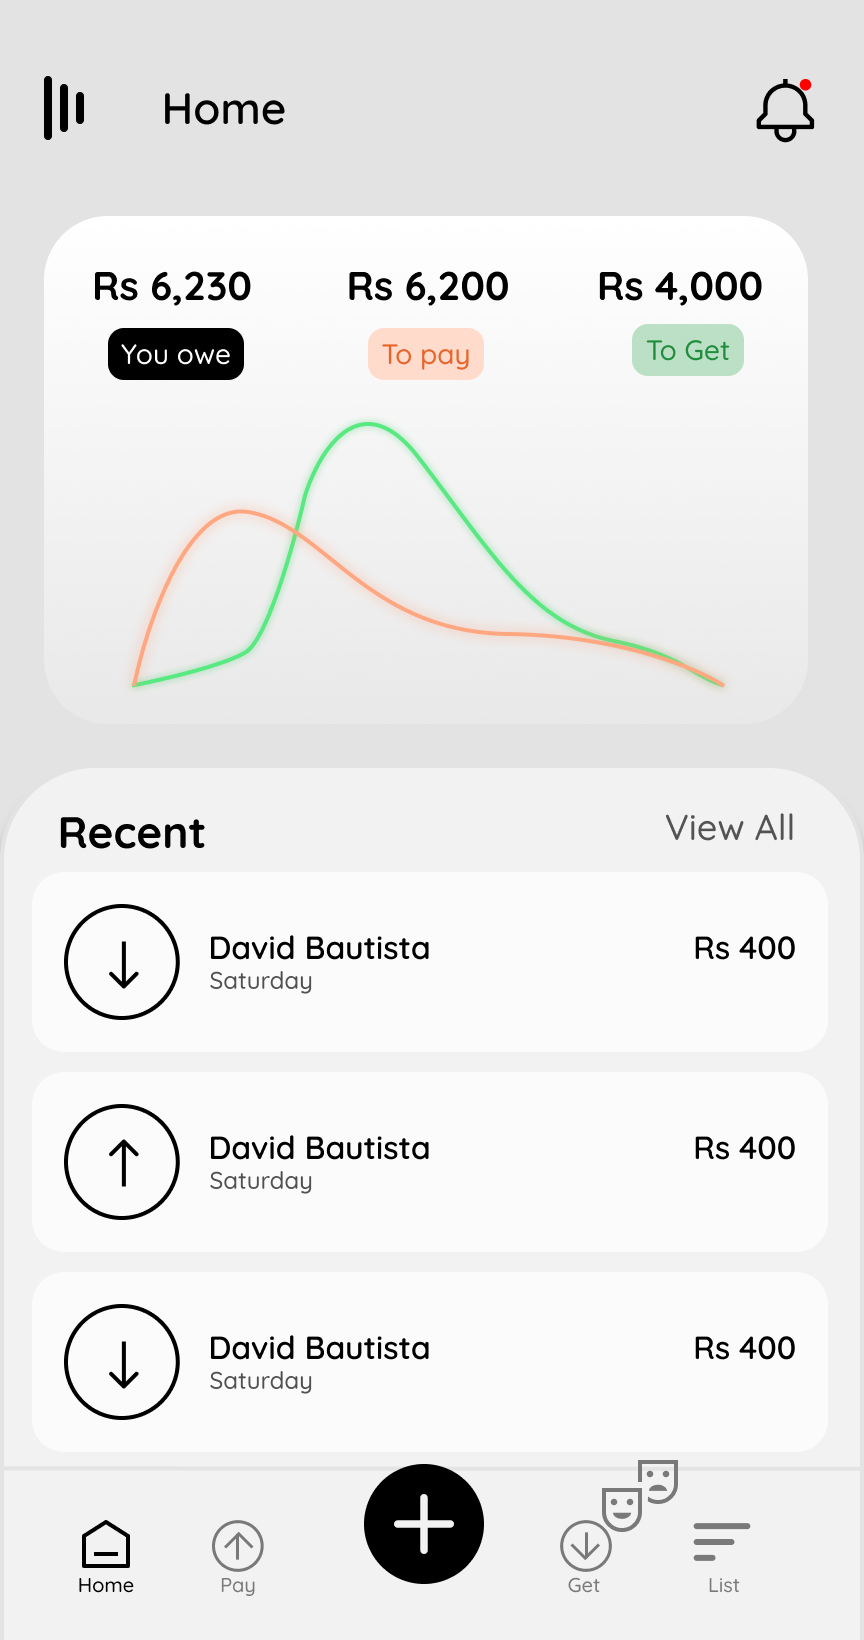 Home
Rs 6,230 Rs 6,200 Rs 4,000
You owe To pay To Get
Recent View All
David Bautista Rs 400
Saturday
David Bautista Rs 400
Saturday
David Bautista Rs 400
Saturday
Home Pay Get List